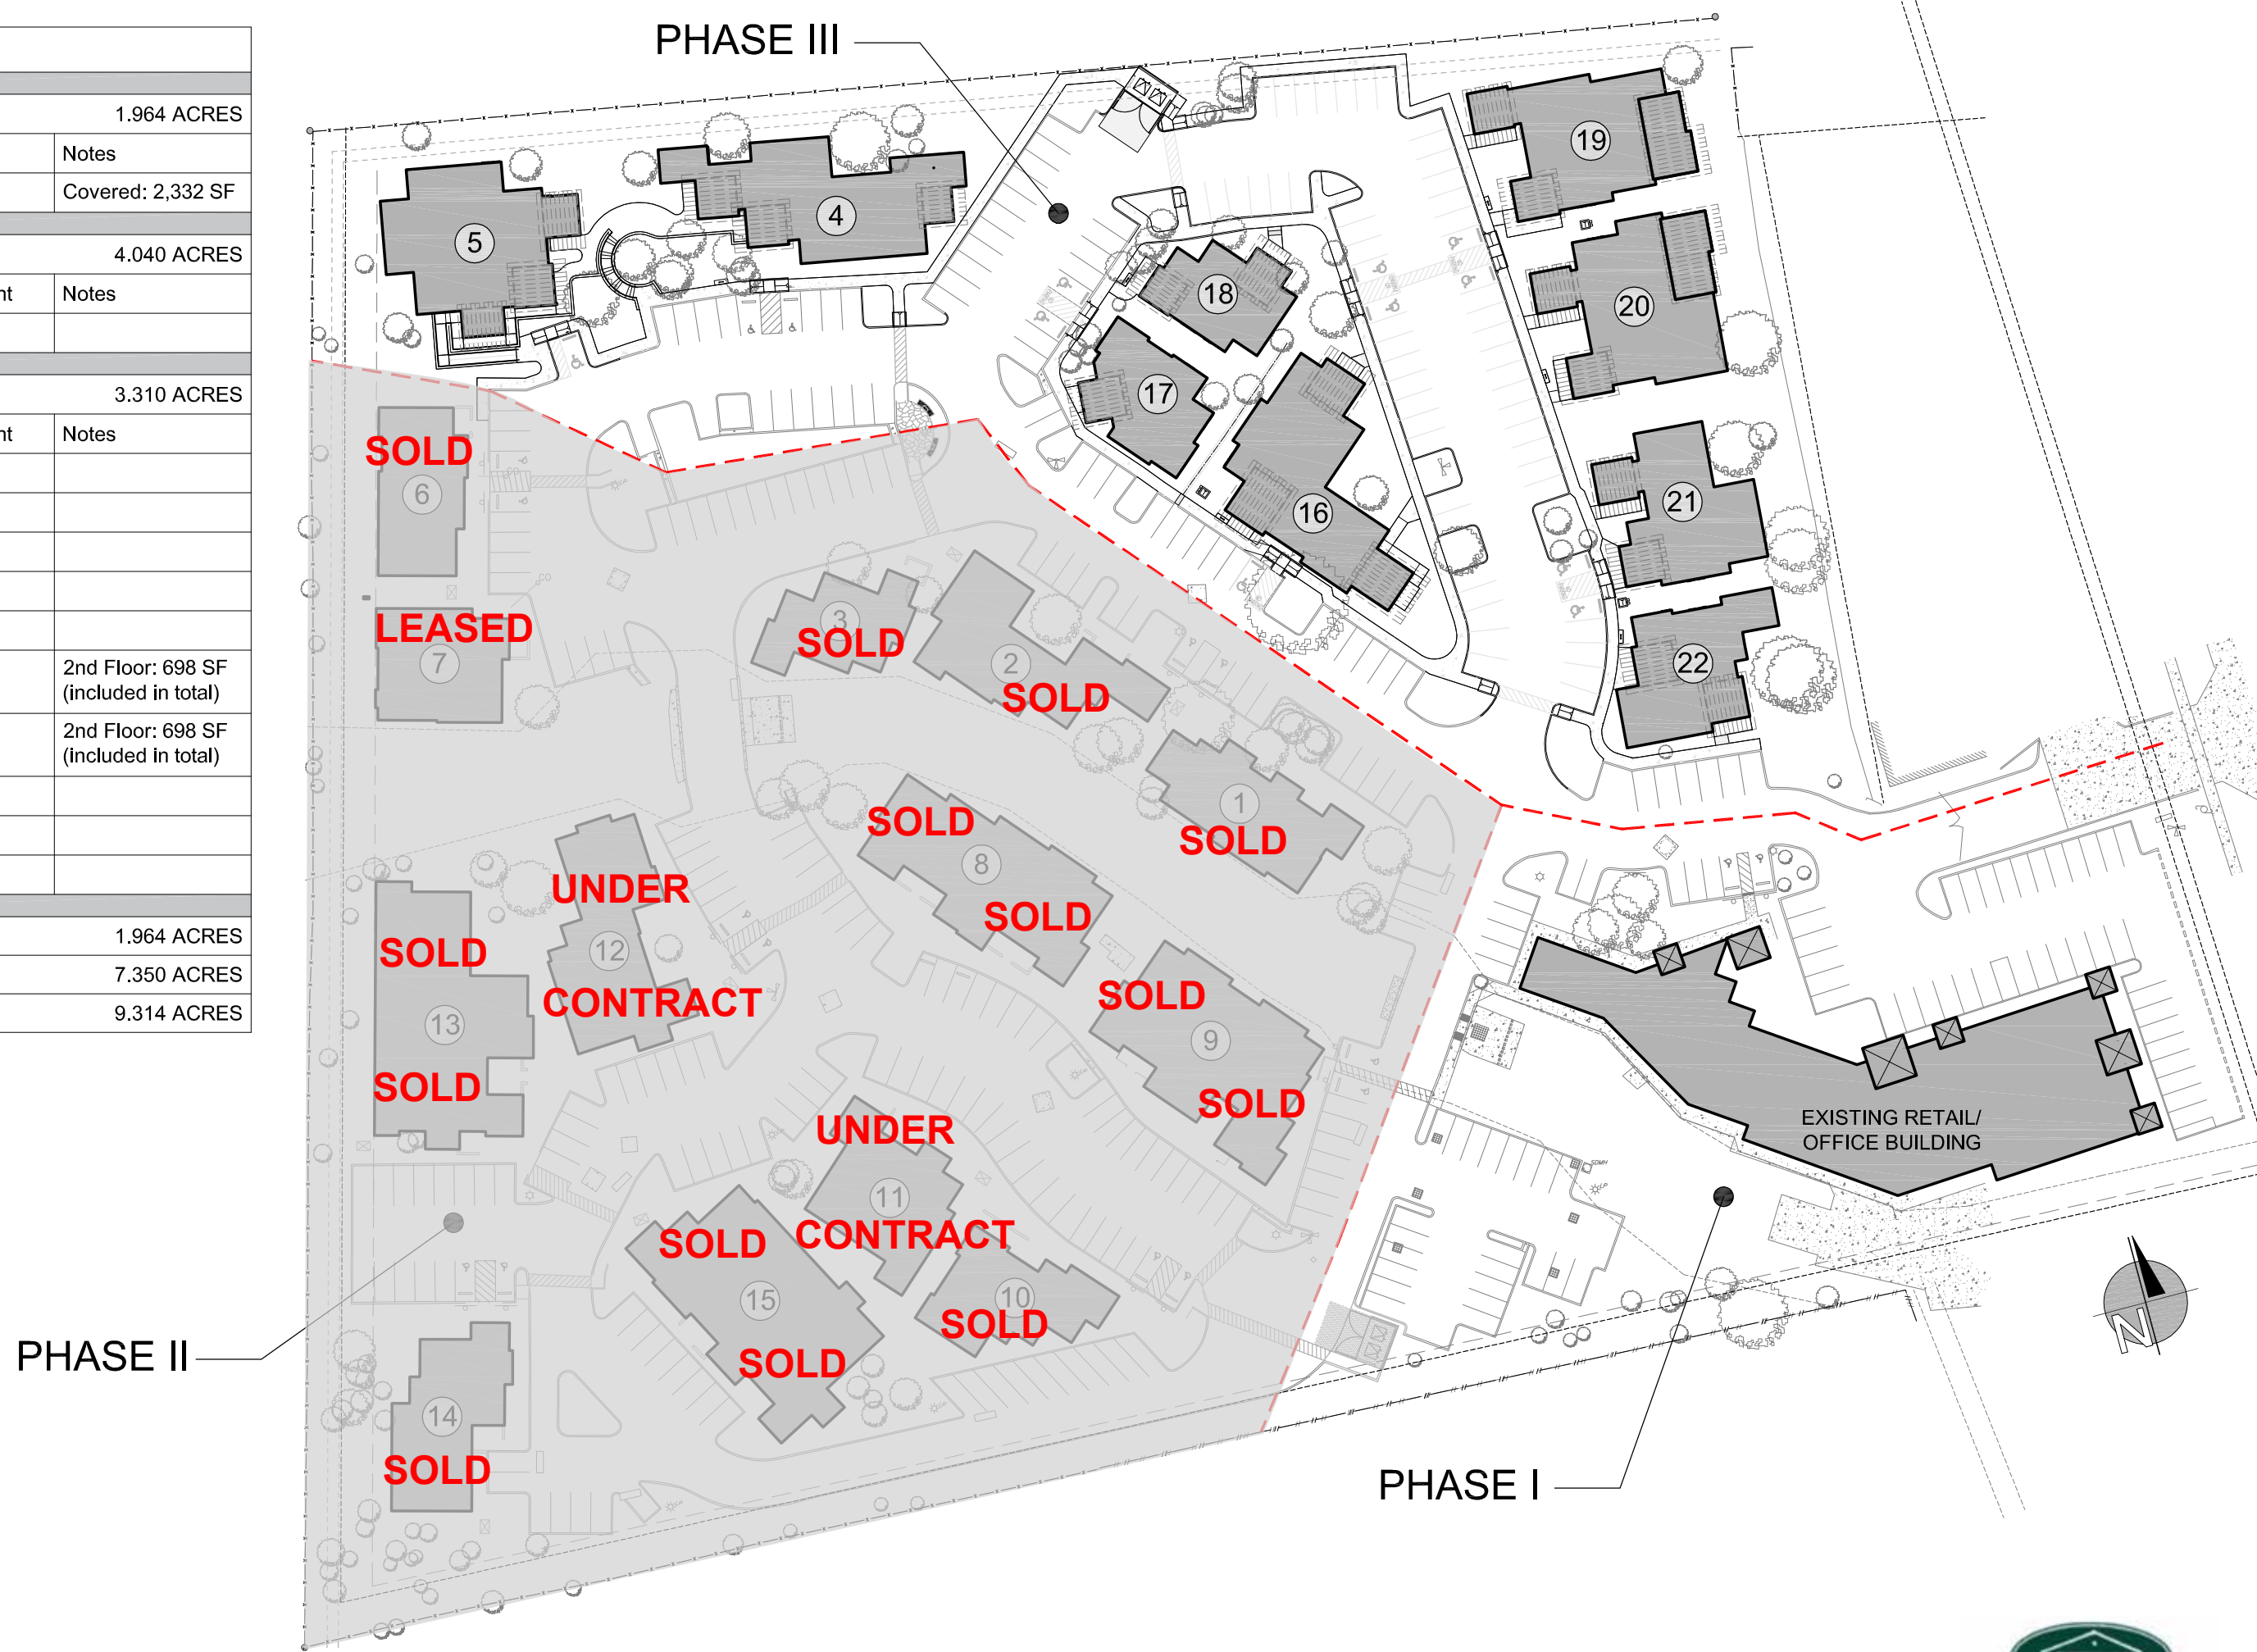 1.964 ACRES
Notes
Covered: 2,332 SF
4.040 ACRES
nt
Notes
3.310 ACRES
nt
Notes
2nd Floor: 698 SF
(included in total)
2nd Floor: 698 SF
(included in total)
1.964 ACRES
7.350 ACRES
9.314 ACRES
PHASE III
19
4
5
20
18
17
16
21
22
SOLD
6
LEASED
7
3
SOLD
2
SOLD
1
SOLD
SOLD
8
SOLD
UNDER
12
CONTRACT
SOLD
13
SOLD
SOLD
9
SOLD
UNDER
11
CONTRACT
SOLD
15
SOLD
10
SOLD
14
SOLD
EXISTING RETAIL/
OFFICE BUILDING
PHASE II
PHASE I
N